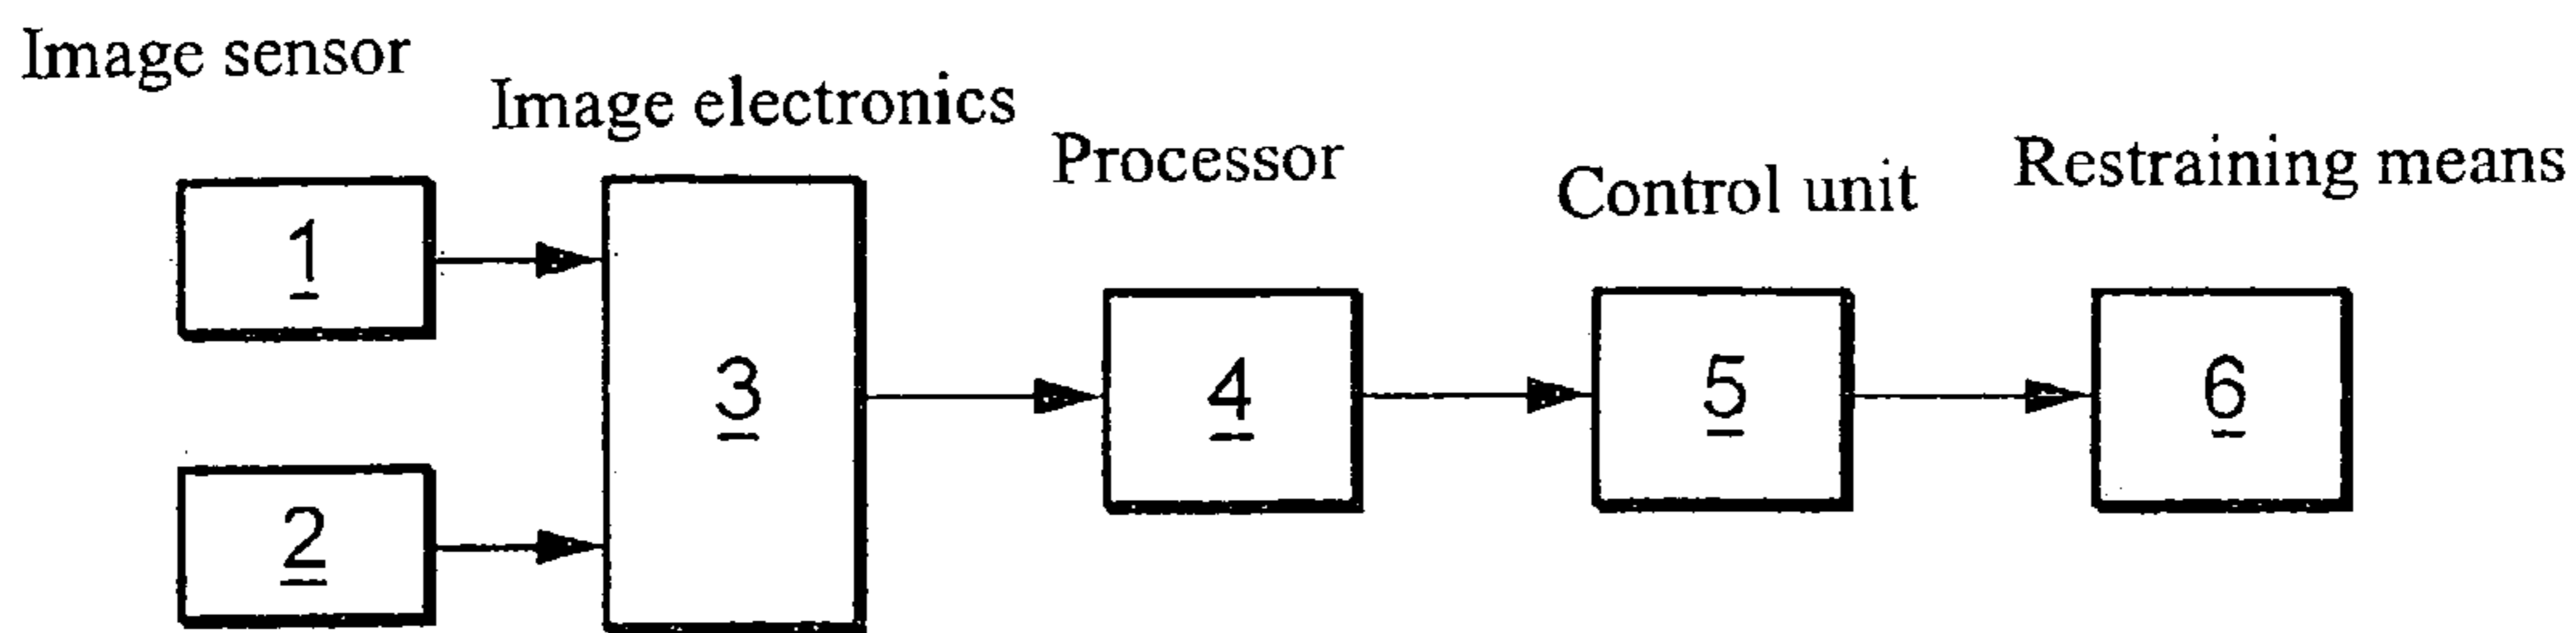 Image sensor
Image electronics
Processor
Control unit
Restraining means
1
2
3
4
5
6